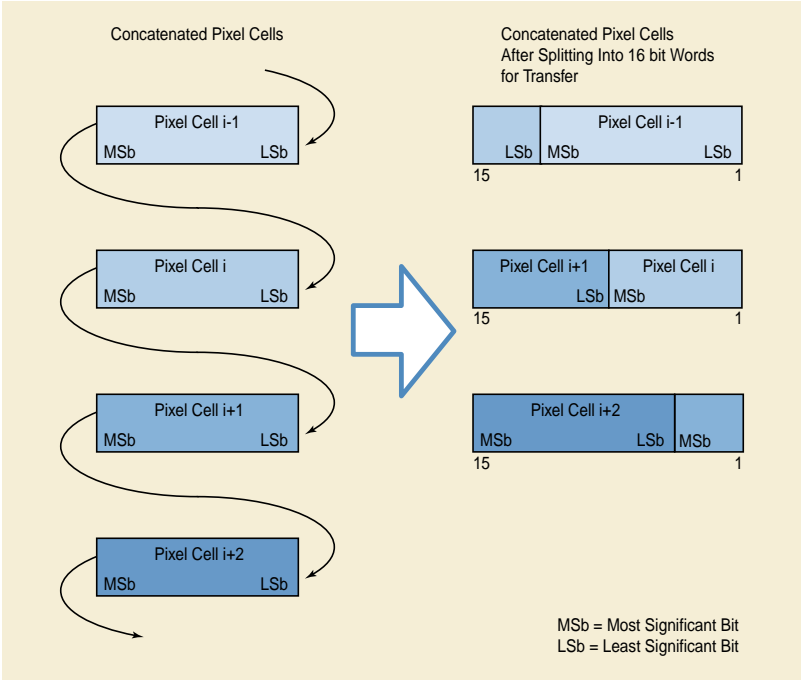 Concatenated Pixel Cells
Pixel Cell i-1
MSb LSb
Pixel Cell i
MSb LSb
Pixel Cell i+1
MSb LSb
Pixel Cell i+2
MSb LSb
Concatenated Pixel Cells
After Splitting Into 16 bit Words
for Transfer
Pixel Cell i-1
LSb MSb LSb
15 1
Pixel Cell i+1 Pixel Cell i
LSb MSb
15 1
Pixel Cell i+2
MSb LSb MSb
15 1
MSb = Most Significant Bit
LSb = Least Significant Bit